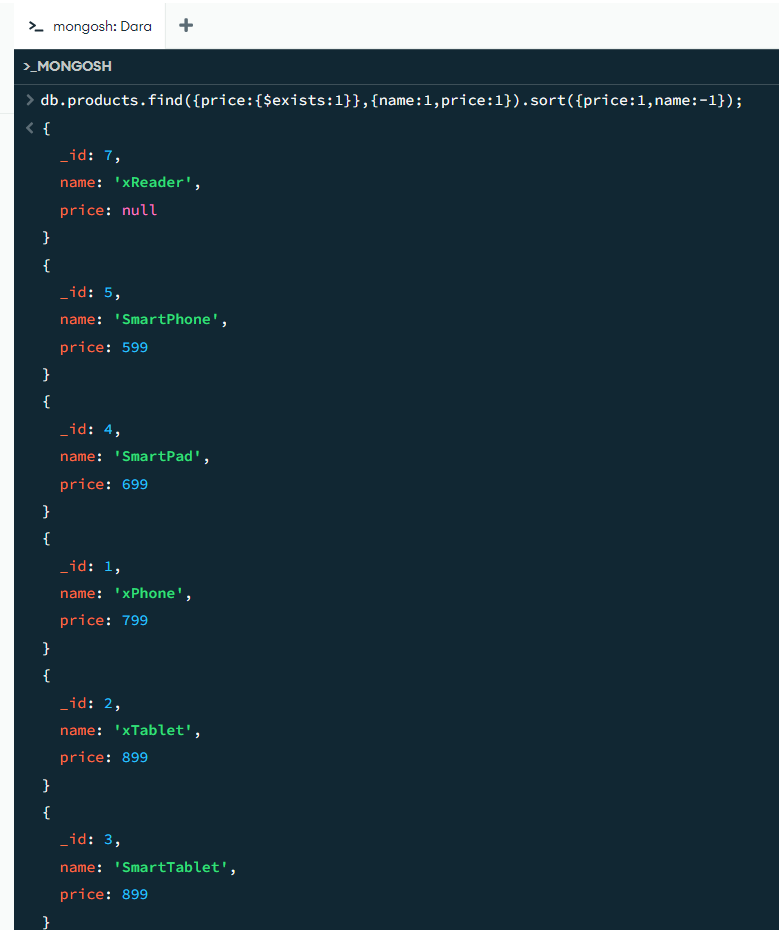 >_ mongosh: Dara +
>_MONGOSH
> db.products.find({price:{$exists:1}},{name:1,price:1}).sort({price:1,name:-1});
< {
_id: 7,
name: 'xReader',
price: null
}
{
_id: 5,
name: 'SmartPhone',
price: 599
}
{
_id: 4,
name: 'SmartPad',
price: 699
}
{
_id: 1,
name: 'xPhone',
price: 799
}
{
_id: 2,
name: 'xTablet',
price: 899
}
{
_id: 3,
name: 'SmartTablet',
price: 899
}